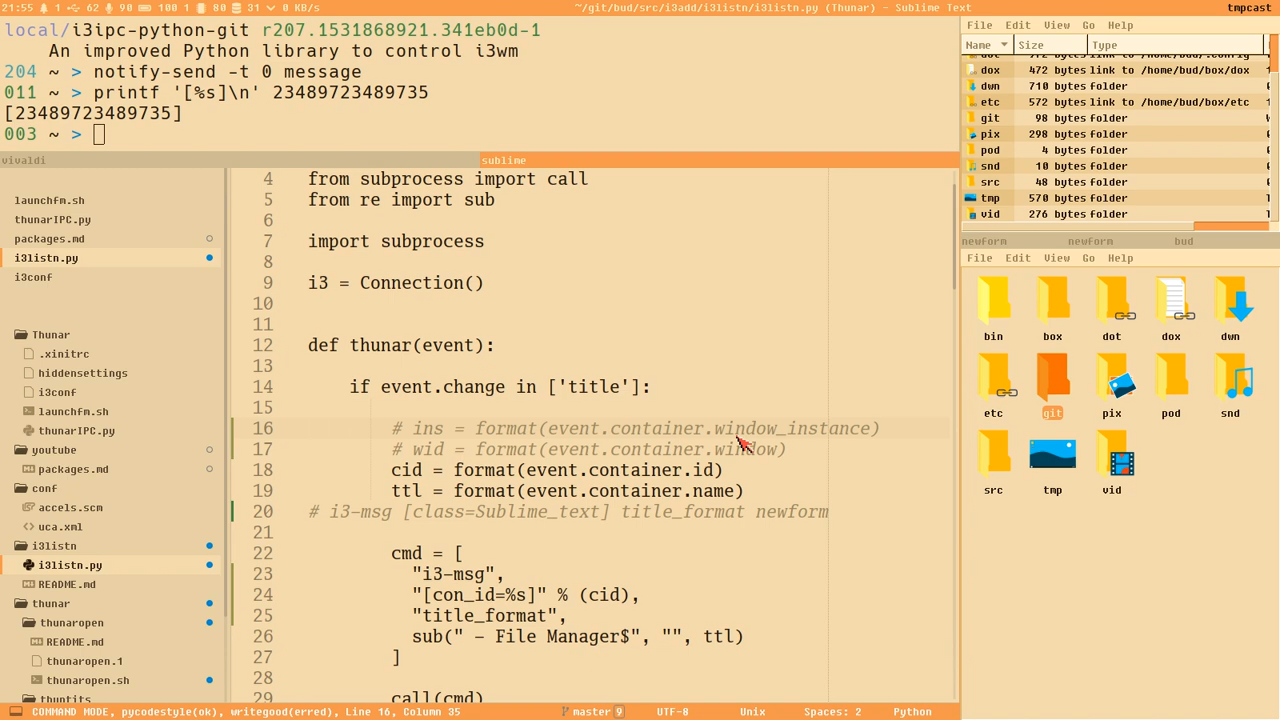 21:55 1 62 90 100 1 80 31 0 KB/s
~/git/bud/src/i3add/i3listn/i3listn.py (Thunar) - Sublime Text
tmpcast
local/i3ipc-python-git r207.1531868921.341eb0d-1
An improved Python library to control i3wm
204 ~ > notify-send -t 0 message
011 ~ > printf '[%s]\n' 23489723489735
[23489723489735]
003 ~ >
vivaldi
sublime
launchfm.sh
thunarIPC.py
packages.md
i3listn.py
i3conf
Thunar
.xinitrc
hiddensettings
i3conf
launchfm.sh
thunarIPC.py
youtube
packages.md
conf
accels.scm
uca.xml
i3listn
i3listn.py
README.md
thunar
thunaropen
README.md
thunaropen.1
thunaropen.sh
thuntits
4 from subprocess import call
5 from re import sub
6
7 import subprocess
8
9 i3 = Connection()
10
11
12 def thunar(event):
13
14 if event.change in ['title']:
15
16 # ins = format(event.container.window_instance)
17 # wid = format(event.container.window)
18 cid = format(event.container.id)
19 ttl = format(event.container.name)
20 # i3-msg [class=Sublime_text] title_format newform
21
22 cmd = [
23 "i3-msg",
24 "[con_id=%s]" % (cid),
25 "title_format",
26 sub(" - File Manager$", "", ttl)
27 ]
28
29 call(cmd)
COMMAND MODE, pycodestyle(ok), writegood(erred), Line 16, Column 35
master 9
UTF-8
Unix
Spaces: 2
Python
File Edit View Go Help
Name Size Type
dox 472 bytes link to /home/bud/box/dox
dwn 710 bytes folder
etc 572 bytes link to /home/bud/box/etc
git 98 bytes folder
pix 298 bytes folder
pod 4 bytes folder
snd 10 bytes folder
src 48 bytes folder
tmp 570 bytes folder
vid 276 bytes folder
newform newform bud
File Edit View Go Help
bin box dot dox dwn
etc git pix pod snd
src tmp vid